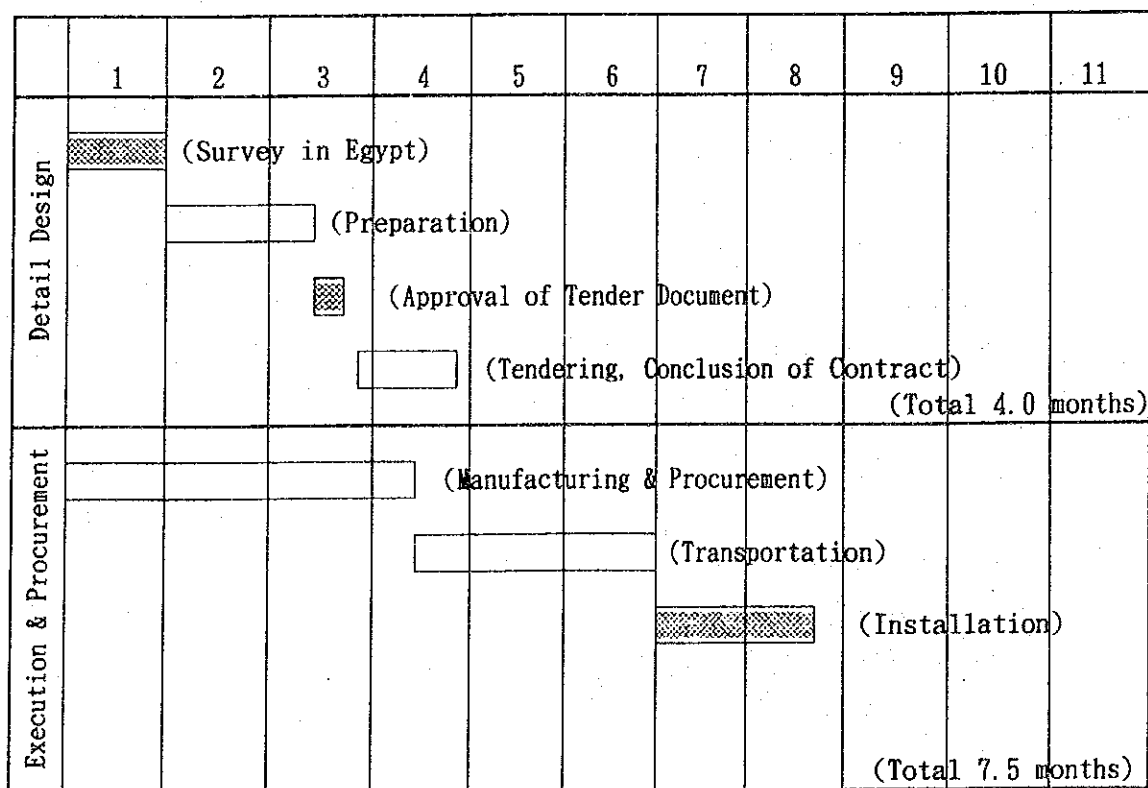 1 2 3 4 5 6 7 8 9 10 11
Detail Design
(Survey in Egypt)
(Preparation)
(Approval of Tender Document)
(Tendering, Conclusion of Contract)
(Total 4.0 months)
Execution & Procurement
(Manufacturing & Procurement)
(Transportation)
(Installation)
(Total 7.5 months)